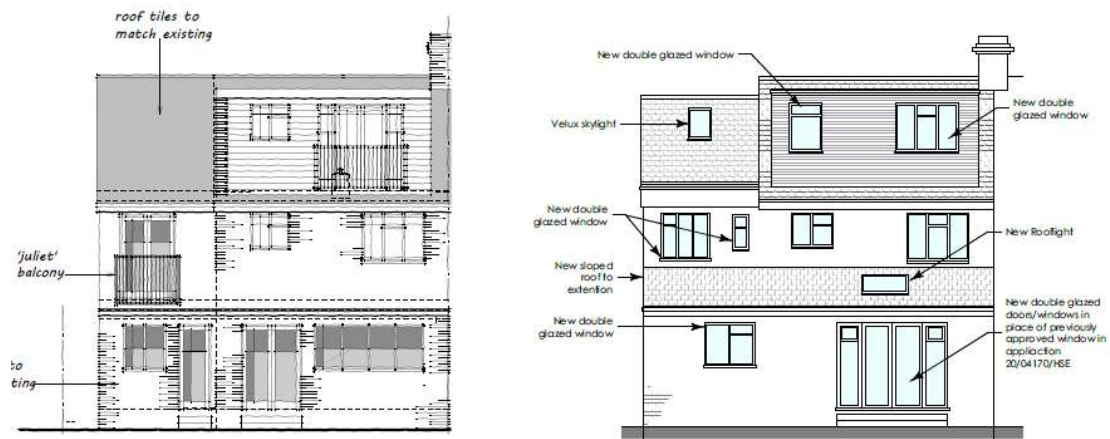 roof tiles to
match existing
'juliet'
balcony
to
ting
New double glazed window
Velux skylight
New double
glazed window
New double
glazed window
New Rooflight
New sloped
roof to
extention
New double
glazed window
New double glazed
doors/windows in
place of previously
approved window in
appliaction
20/04170/HSE